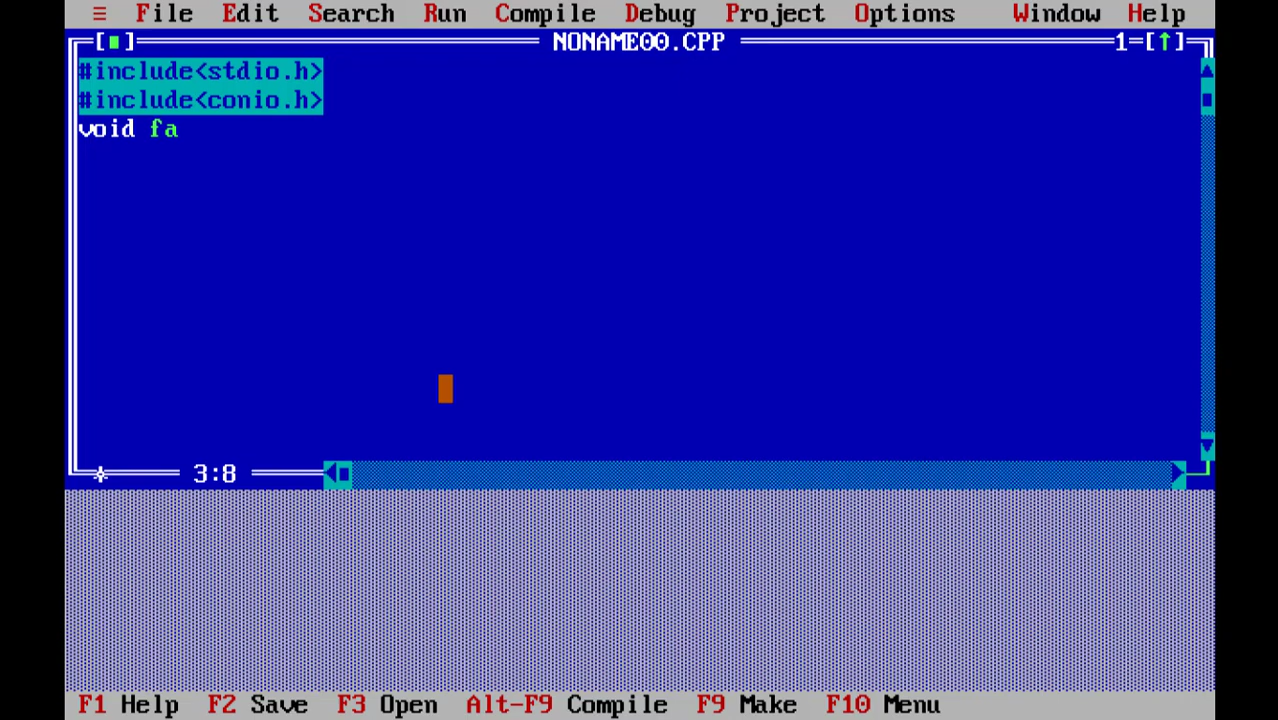 ≡ File Edit Search Run Compile Debug Project Options Window Help
[■] NONAME00.CPP 1=[↑]
#include<stdio.h>
#include<conio.h>
void fa
3:8
F1 Help F2 Save F3 Open Alt-F9 Compile F9 Make F10 Menu